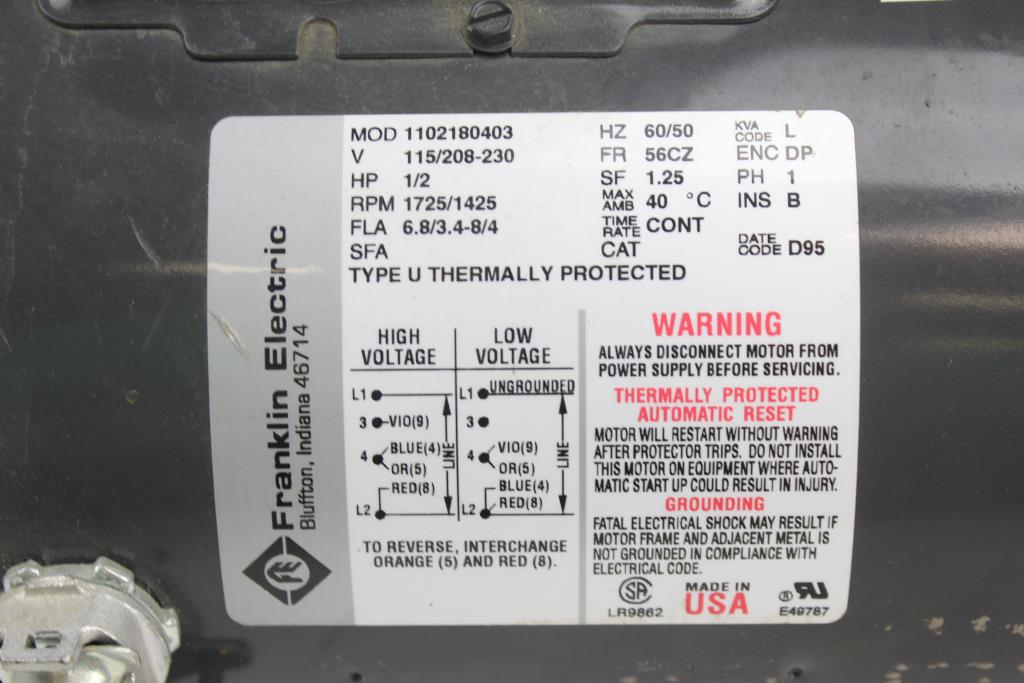 Franklin Electric
Bluffton, Indiana 46714
FE
MOD 1102180403
V 115/208-230
HP 1/2
RPM 1725/1425
FLA 6.8/3.4-8/4
SFA
HZ 60/50
FR 56CZ
SF 1.25
MAX AMB 40 °C
TIME RATE CONT
CAT
KVA CODE L
ENC DP
PH 1
INS B
DATE CODE D95
TYPE U THERMALLY PROTECTED
HIGH VOLTAGE
L1
3 VIO(9)
4 BLUE(4)
OR(5)
RED(8)
L2
LINE
LOW VOLTAGE
L1 UNGROUNDED
3
4 VIO(9)
OR(5)
BLUE(4)
L2 RED(8)
LINE
TO REVERSE, INTERCHANGE
ORANGE (5) AND RED (8).
WARNING
ALWAYS DISCONNECT MOTOR FROM
POWER SUPPLY BEFORE SERVICING.
THERMALLY PROTECTED
AUTOMATIC RESET
MOTOR WILL RESTART WITHOUT WARNING
AFTER PROTECTOR TRIPS. DO NOT INSTALL
THIS MOTOR ON EQUIPMENT WHERE AUTO-
MATIC START UP COULD RESULT IN INJURY.
GROUNDING
FATAL ELECTRICAL SHOCK MAY RESULT IF
MOTOR FRAME AND ADJACENT METAL IS
NOT GROUNDED IN COMPLIANCE WITH
ELECTRICAL CODE.
SA
LR9862
MADE IN
USA
® RU
E49787